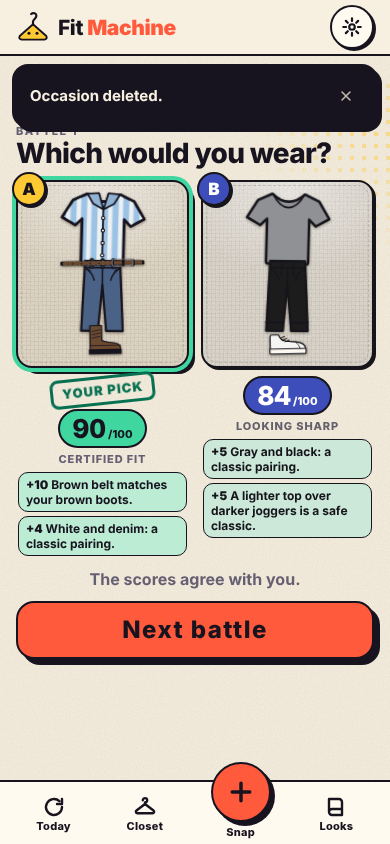 Fit Machine
Occasion deleted.
Which would you wear?
A
B
YOUR PICK
90/100
CERTIFIED FIT
+10 Brown belt matches
your brown boots.
+4 White and denim: a
classic pairing.
84/100
LOOKING SHARP
+5 Gray and black: a
classic pairing.
+5 A lighter top over
darker joggers is a safe
classic.
The scores agree with you.
Next battle
Today
Closet
Snap
Looks